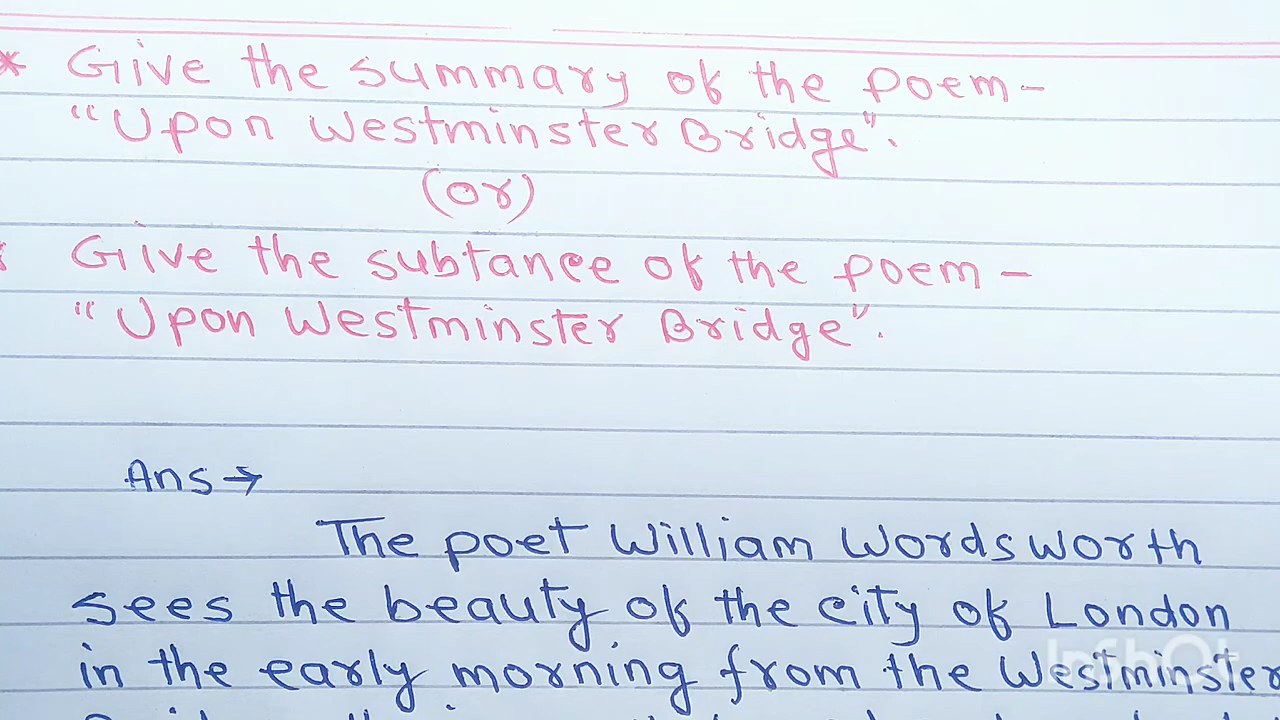 * Give the summary of the poem -
"Upon Westminster Bridge".
(or)
* Give the subtanee of the poem -
"Upon Westminster Bridge".
Ans →
The poet William Wordsworth
sees the beauty of the city of London
in the early morning from the Westminster
InShOt